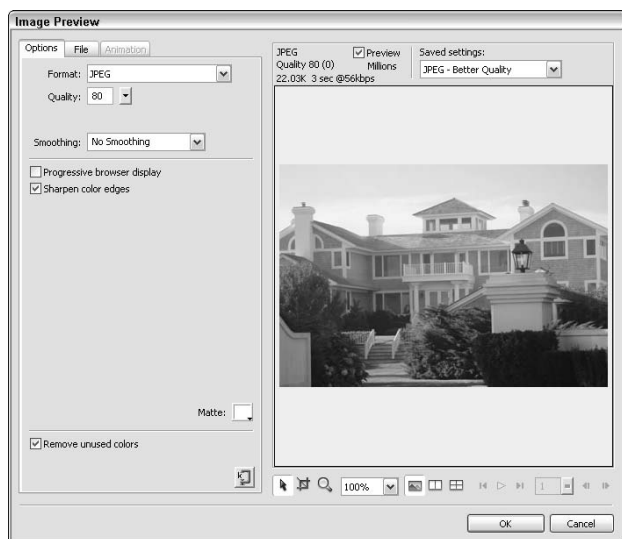 Image Preview
Options File Animation
Format: JPEG
Quality: 80
Smoothing: No Smoothing
Progressive browser display
Sharpen color edges
Matte:
Remove unused colors
JPEG
Quality 80 (0)
22.03K 3 sec @56kbps
Preview
Millions
Saved settings:
JPEG - Better Quality
100%
1
OK Cancel